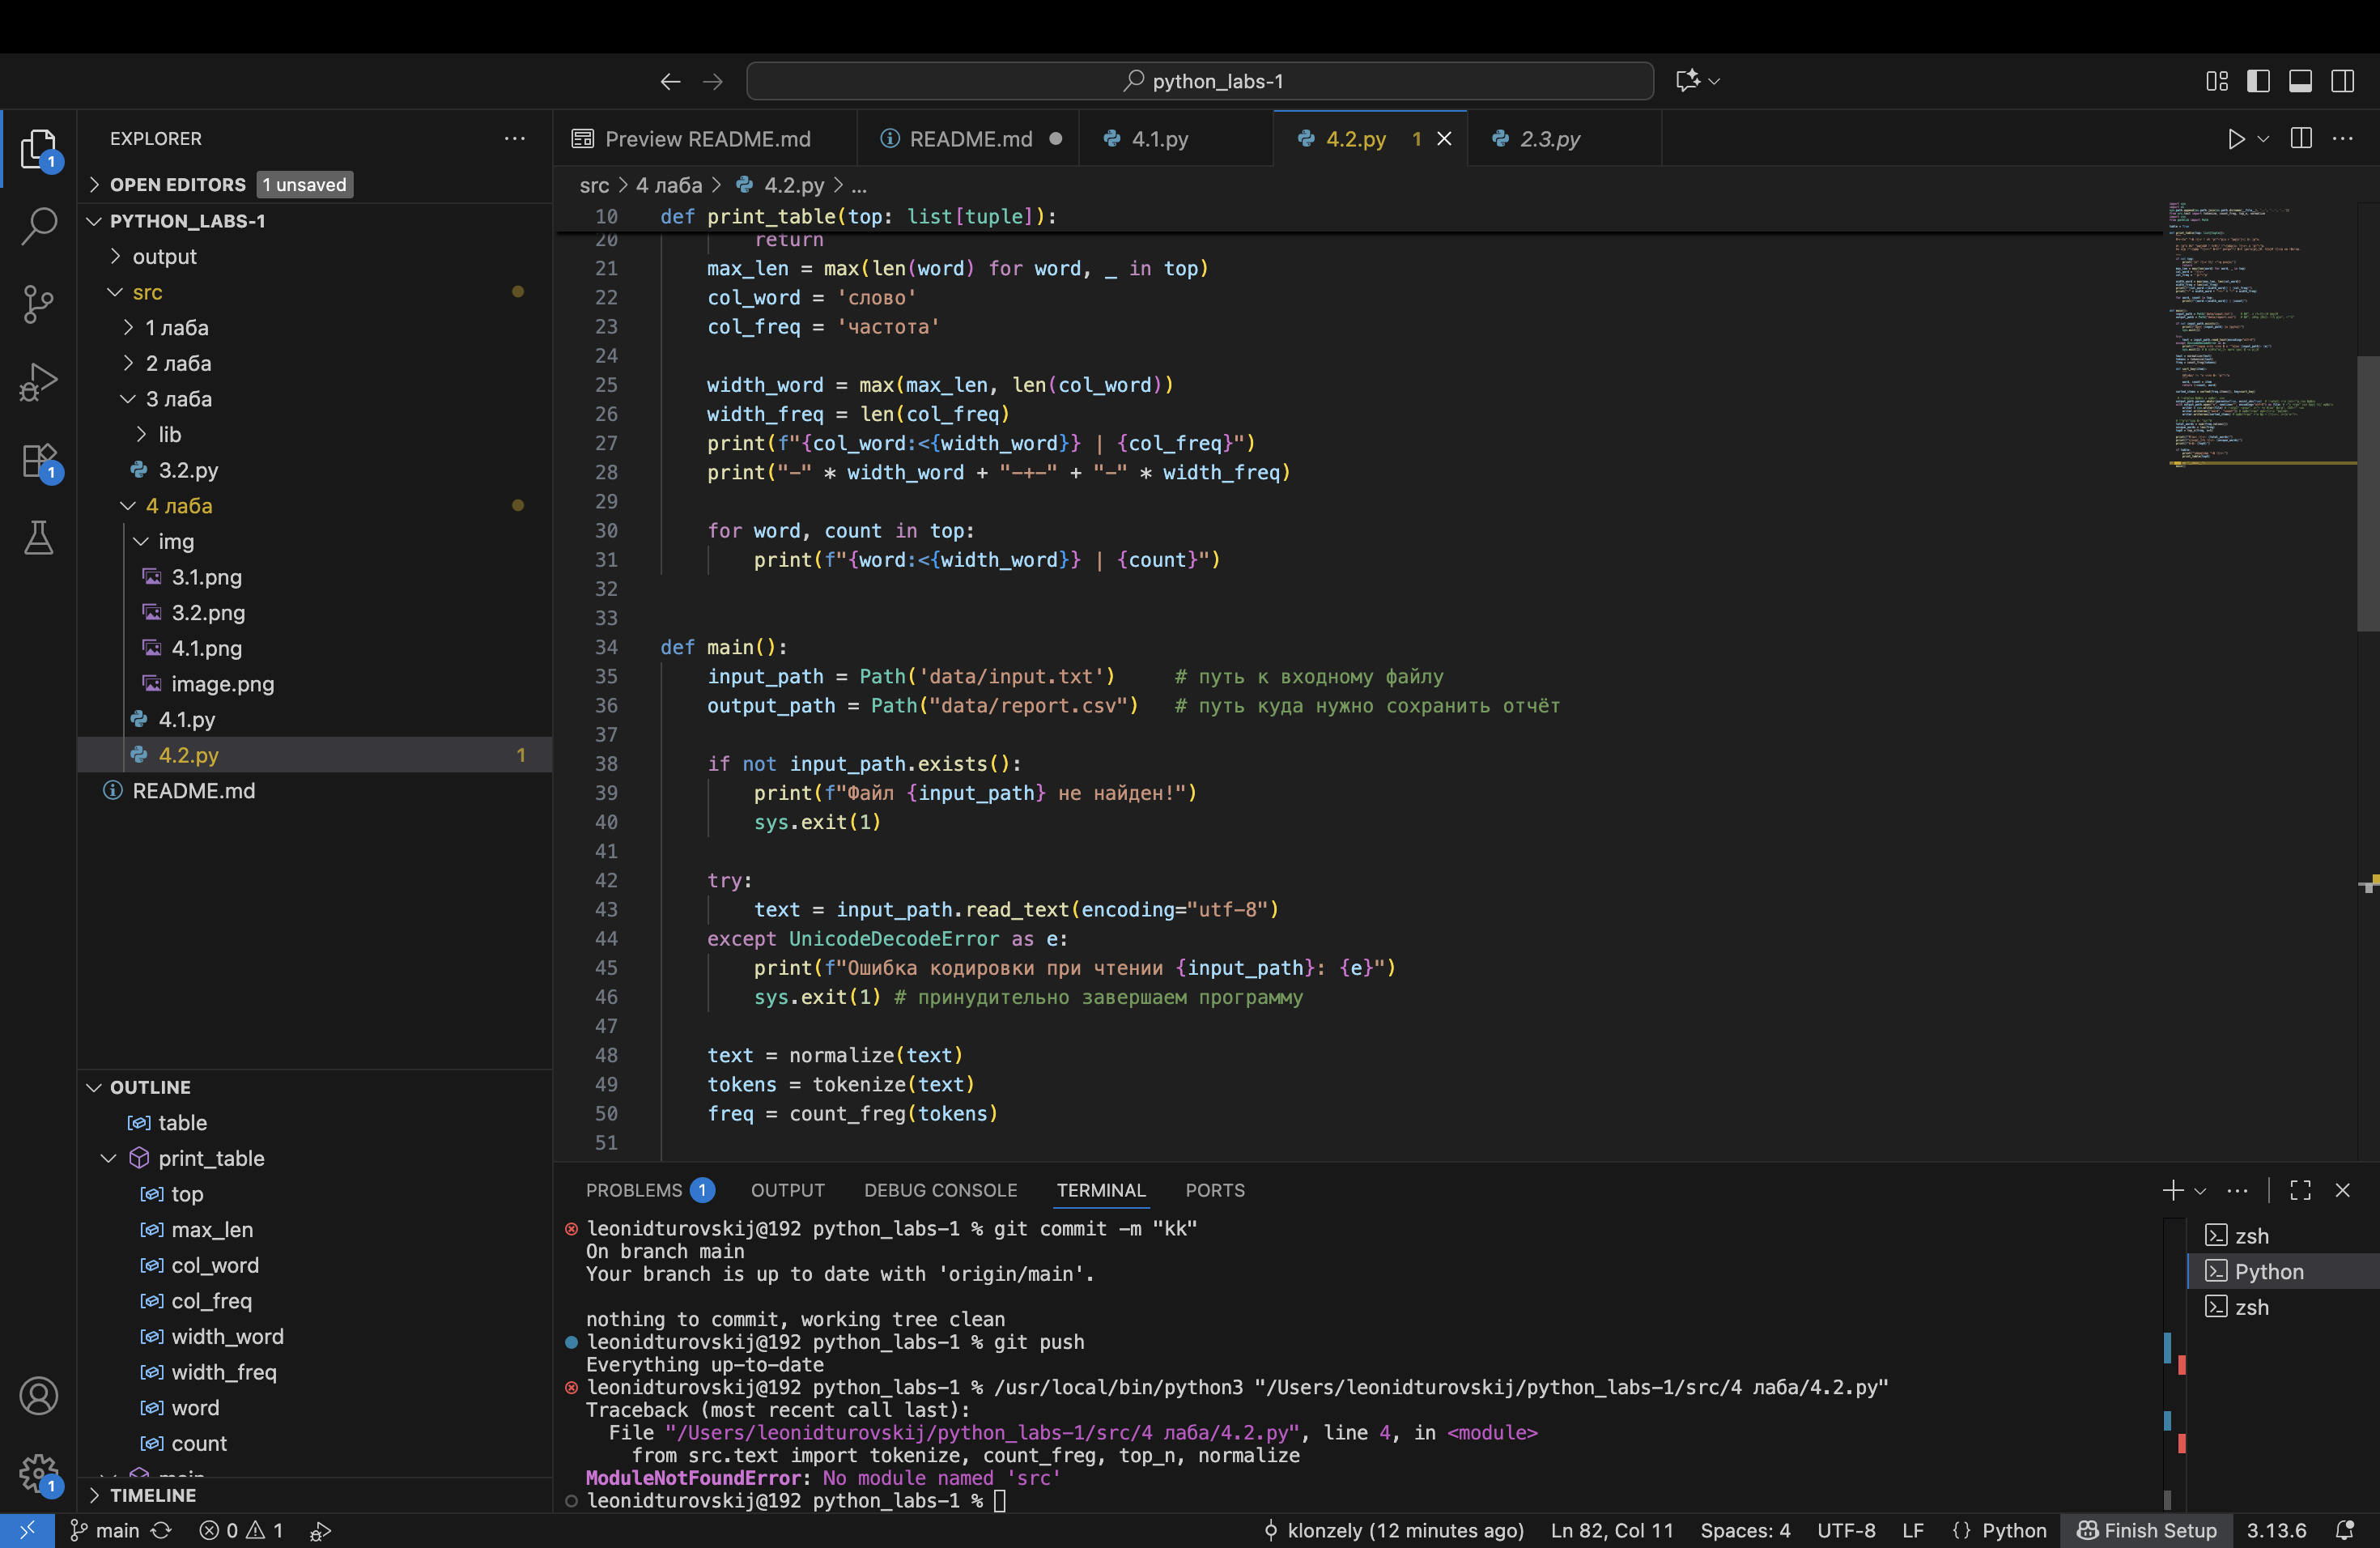 python_labs-1
EXPLORER
OPEN EDITORS 1 unsaved
PYTHON_LABS-1
output
src
1 лаба
2 лаба
3 лаба
lib
3.2.py
4 лаба
img
3.1.png
3.2.png
4.1.png
image.png
4.1.py
4.2.py 1
README.md
OUTLINE
table
print_table
top
max_len
col_word
col_freq
width_word
width_freq
word
count
TIMELINE
Preview README.md README.md 4.1.py 4.2.py 1 2.3.py
src > 4 лаба > 4.2.py > ...
10 def print_table(top: list[tuple]):
20 return
21 max_len = max(len(word) for word, _ in top)
22 col_word = 'слово'
23 col_freq = 'частота'
24
25 width_word = max(max_len, len(col_word))
26 width_freq = len(col_freq)
27 print(f"{col_word:<{width_word}} | {col_freq}")
28 print("-" * width_word + "-+-" + "-" * width_freq)
29
30 for word, count in top:
31 print(f"{word:<{width_word}} | {count}")
32
33
34 def main():
35 input_path = Path('data/input.txt') # путь к входному файлу
36 output_path = Path("data/report.csv") # путь куда нужно сохранить отчёт
37
38 if not input_path.exists():
39 print(f"Файл {input_path} не найден!")
40 sys.exit(1)
41
42 try:
43 text = input_path.read_text(encoding="utf-8")
44 except UnicodeDecodeError as e:
45 print(f"Ошибка кодировки при чтении {input_path}: {e}")
46 sys.exit(1) # принудительно завершаем программу
47
48 text = normalize(text)
49 tokens = tokenize(text)
50 freq = count_freg(tokens)
51
PROBLEMS 1 OUTPUT DEBUG CONSOLE TERMINAL PORTS
leonidturovskij@192 python_labs-1 % git commit -m "kk"
On branch main
Your branch is up to date with 'origin/main'.
nothing to commit, working tree clean
leonidturovskij@192 python_labs-1 % git push
Everything up-to-date
leonidturovskij@192 python_labs-1 % /usr/local/bin/python3 "/Users/leonidturovskij/python_labs-1/src/4 лаба/4.2.py"
Traceback (most recent call last):
File "/Users/leonidturovskij/python_labs-1/src/4 лаба/4.2.py", line 4, in <module>
from src.text import tokenize, count_freg, top_n, normalize
ModuleNotFoundError: No module named 'src'
leonidturovskij@192 python_labs-1 %
zsh
Python
zsh
1
1
1
main 0 1 klonzely (12 minutes ago) Ln 82, Col 11 Spaces: 4 UTF-8 LF {} Python Finish Setup 3.13.6